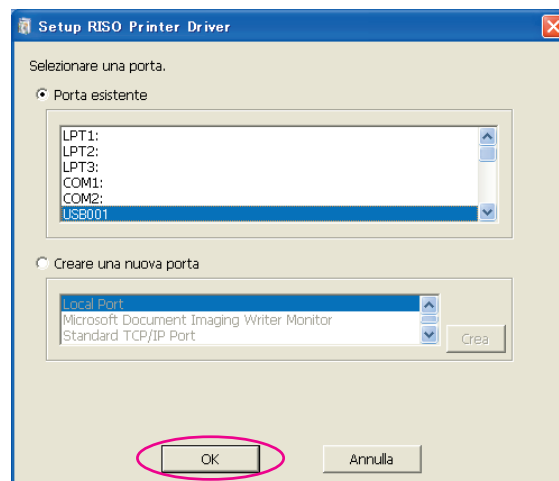 Setup RISO Printer Driver
Selezionare una porta.
Porta esistente
LPT1:
LPT2:
LPT3:
COM1:
COM2:
USB001
Creare una nuova porta
Local Port
Microsoft Document Imaging Writer Monitor
Standard TCP/IP Port
Crea
OK
Annulla